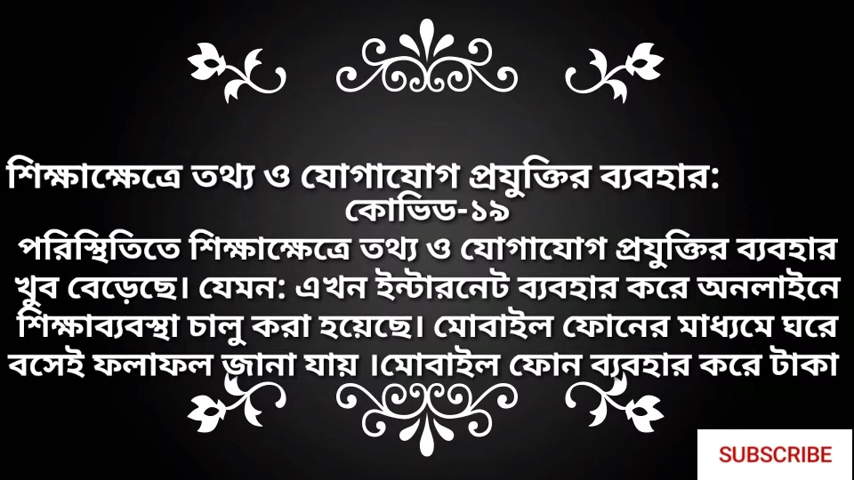 শিক্ষাক্ষেত্রে তথ্য ও যোগাযোগ প্রযুক্তির ব্যবহার:
কোভিড-১৯
পরিস্থিতিতে শিক্ষাক্ষেত্রে তথ্য ও যোগাযোগ প্রযুক্তির ব্যবহার
খুব বেড়েছে। যেমন: এখন ইন্টারনেট ব্যবহার করে অনলাইনে
শিক্ষাব্যবস্থা চালু করা হয়েছে। মোবাইল ফোনের মাধ্যমে ঘরে
বসেই ফলাফল জানা যায় ।মোবাইল ফোন ব্যবহার করে টাকা
SUBSCRIBE